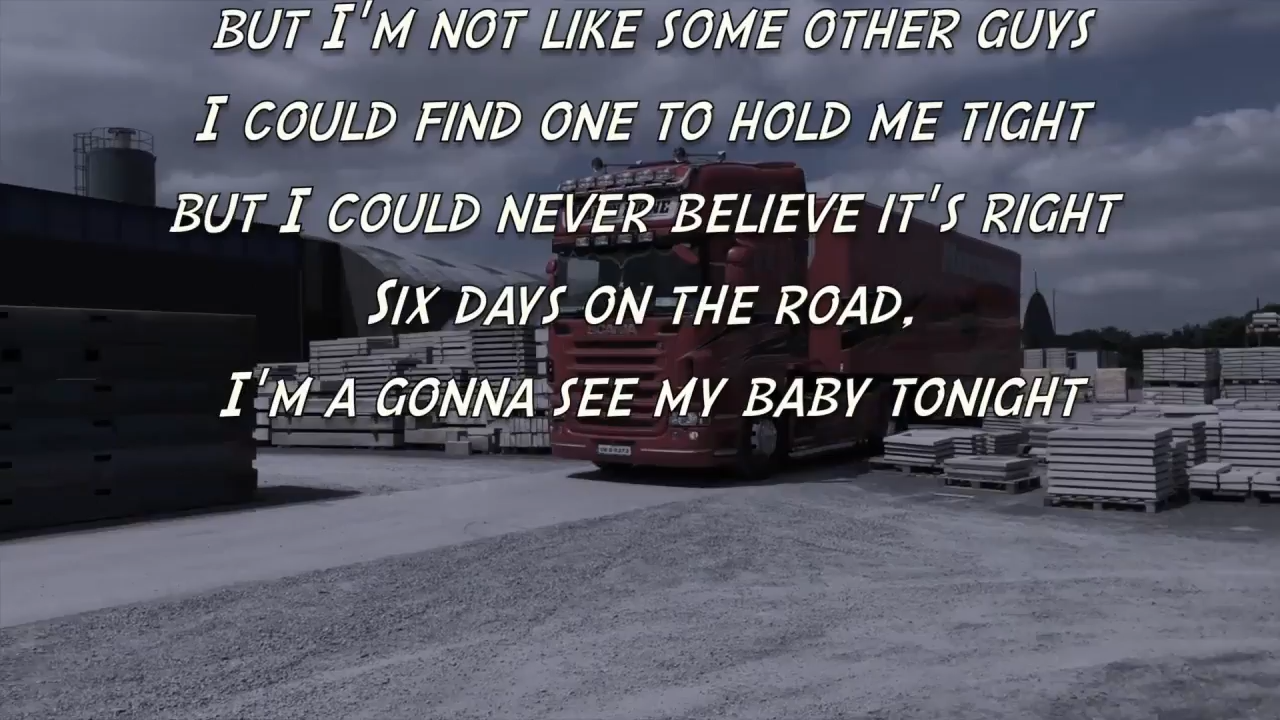 BUT I'M NOT LIKE SOME OTHER GUYS
I COULD FIND ONE TO HOLD ME TIGHT
BUT I COULD NEVER BELIEVE IT'S RIGHT
SIX DAYS ON THE ROAD,
I'M A GONNA SEE MY BABY TONIGHT
SCANIA